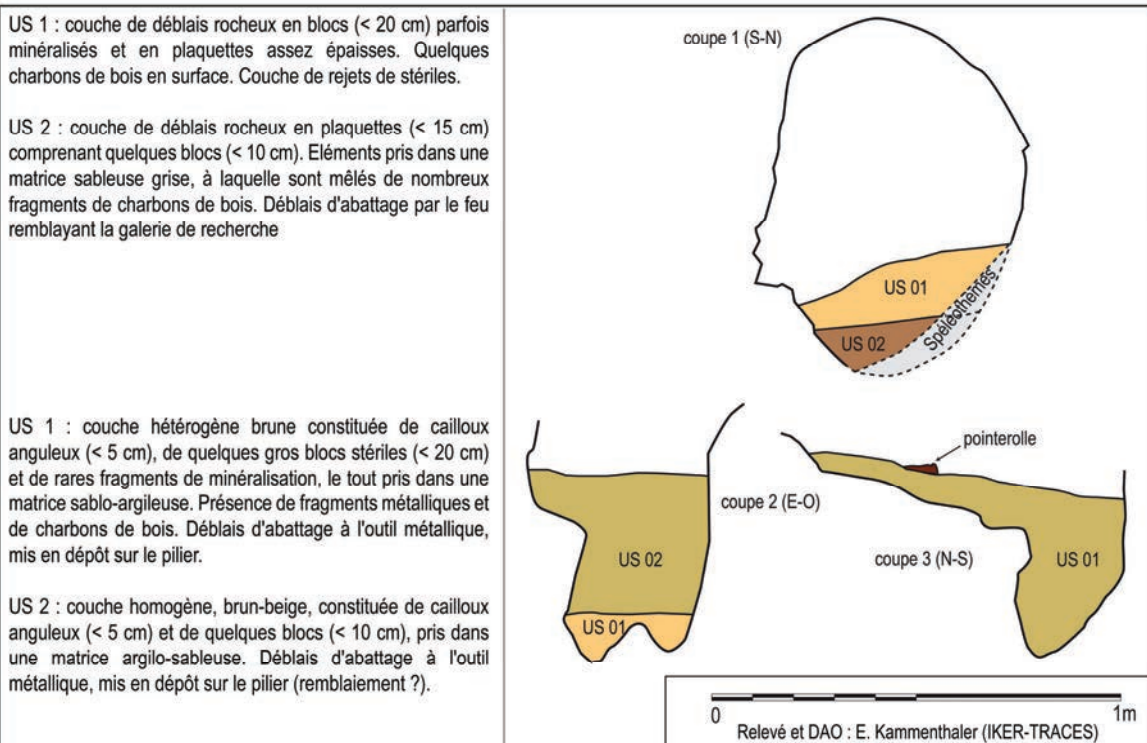 US 1 : couche de déblais rocheux en blocs (< 20 cm) parfois
minéralisés et en plaquettes assez épaisses. Quelques
charbons de bois en surface. Couche de rejets de stériles.
US 2 : couche de déblais rocheux en plaquettes (< 15 cm)
comprenant quelques blocs (< 10 cm). Eléments pris dans une
matrice sableuse grise, à laquelle sont mêlés de nombreux
fragments de charbons de bois. Déblais d'abattage par le feu
remblayant la galerie de recherche
US 1 : couche hétérogène brune constituée de cailloux
anguleux (< 5 cm), de quelques gros blocs stériles (< 20 cm)
et de rares fragments de minéralisation, le tout pris dans une
matrice sablo-argileuse. Présence de fragments métalliques et
de charbons de bois. Déblais d'abattage à l'outil métallique,
mis en dépôt sur le pilier.
US 2 : couche homogène, brun-beige, constituée de cailloux
anguleux (< 5 cm) et de quelques blocs (< 10 cm), pris dans
une matrice argilo-sableuse. Déblais d'abattage à l'outil
métallique, mis en dépôt sur le pilier (remblaiement ?).
coupe 1 (S-N)
US 01
US 02
Spéléothèmes
coupe 2 (E-O)
US 02
US 01
pointerolle
coupe 3 (N-S)
US 01
0
1m
Relevé et DAO : E. Kammenthaler (IKER-TRACES)